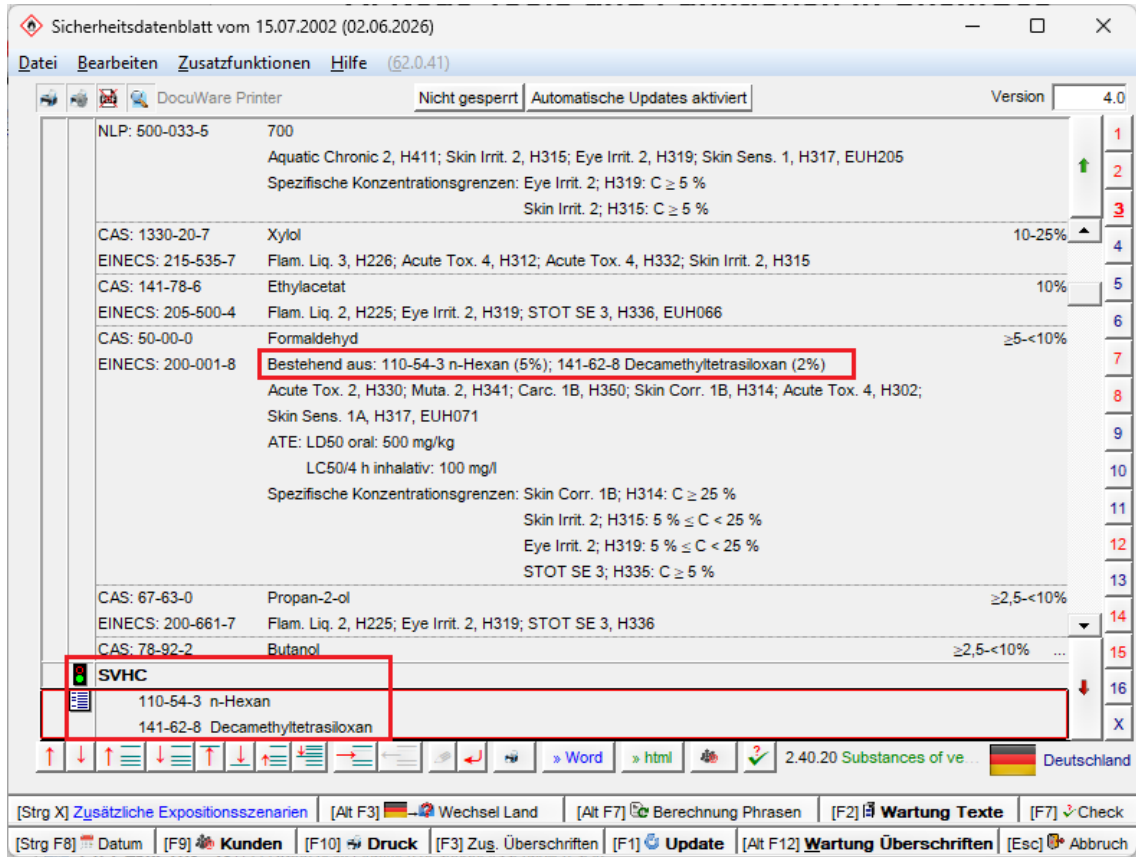 Sicherheitsdatenblatt vom 15.07.2002 (02.06.2026)
Datei Bearbeiten Zusatzfunktionen Hilfe (62.0.41)
DocuWare Printer Nicht gesperrt Automatische Updates aktiviert Version 4.0
NLP: 500-033-5 700
Aquatic Chronic 2, H411; Skin Irrit. 2, H315; Eye Irrit. 2, H319; Skin Sens. 1, H317, EUH205
Spezifische Konzentrationsgrenzen: Eye Irrit. 2; H319: C ≥ 5 %
Skin Irrit. 2; H315: C ≥ 5 %
CAS: 1330-20-7 Xylol 10-25%
EINECS: 215-535-7 Flam. Liq. 3, H226; Acute Tox. 4, H312; Acute Tox. 4, H332; Skin Irrit. 2, H315
CAS: 141-78-6 Ethylacetat 10%
EINECS: 205-500-4 Flam. Liq. 2, H225; Eye Irrit. 2, H319; STOT SE 3, H336, EUH066
CAS: 50-00-0 Formaldehyd ≥5-<10%
EINECS: 200-001-8 Bestehend aus: 110-54-3 n-Hexan (5%); 141-62-8 Decamethyltetrasiloxan (2%)
Acute Tox. 2, H330; Muta. 2, H341; Carc. 1B, H350; Skin Corr. 1B, H314; Acute Tox. 4, H302;
Skin Sens. 1A, H317, EUH071
ATE: LD50 oral: 500 mg/kg
LC50/4 h inhalativ: 100 mg/l
Spezifische Konzentrationsgrenzen: Skin Corr. 1B; H314: C ≥ 25 %
Skin Irrit. 2; H315: 5 % ≤ C < 25 %
Eye Irrit. 2; H319: 5 % ≤ C < 25 %
STOT SE 3; H335: C ≥ 5 %
CAS: 67-63-0 Propan-2-ol ≥2,5-<10%
EINECS: 200-661-7 Flam. Liq. 2, H225; Eye Irrit. 2, H319; STOT SE 3, H336
CAS: 78-92-2 Butanol ≥2,5-<10% ...
SVHC
110-54-3 n-Hexan
141-62-8 Decamethyltetrasiloxan
1
2
3
4
5
6
7
8
9
10
11
12
13
14
15
16
X
» Word » html 2.40.20 Substances of ve... Deutschland
[Strg X] Zusätzliche Expositionsszenarien [Alt F3] Wechsel Land [Alt F7] Berechnung Phrasen [F2] Wartung Texte [F7] Check
[Strg F8] Datum [F9] Kunden [F10] Druck [F3] Zus. Überschriften [F1] Update [Alt F12] Wartung Überschriften [Esc] Abbruch